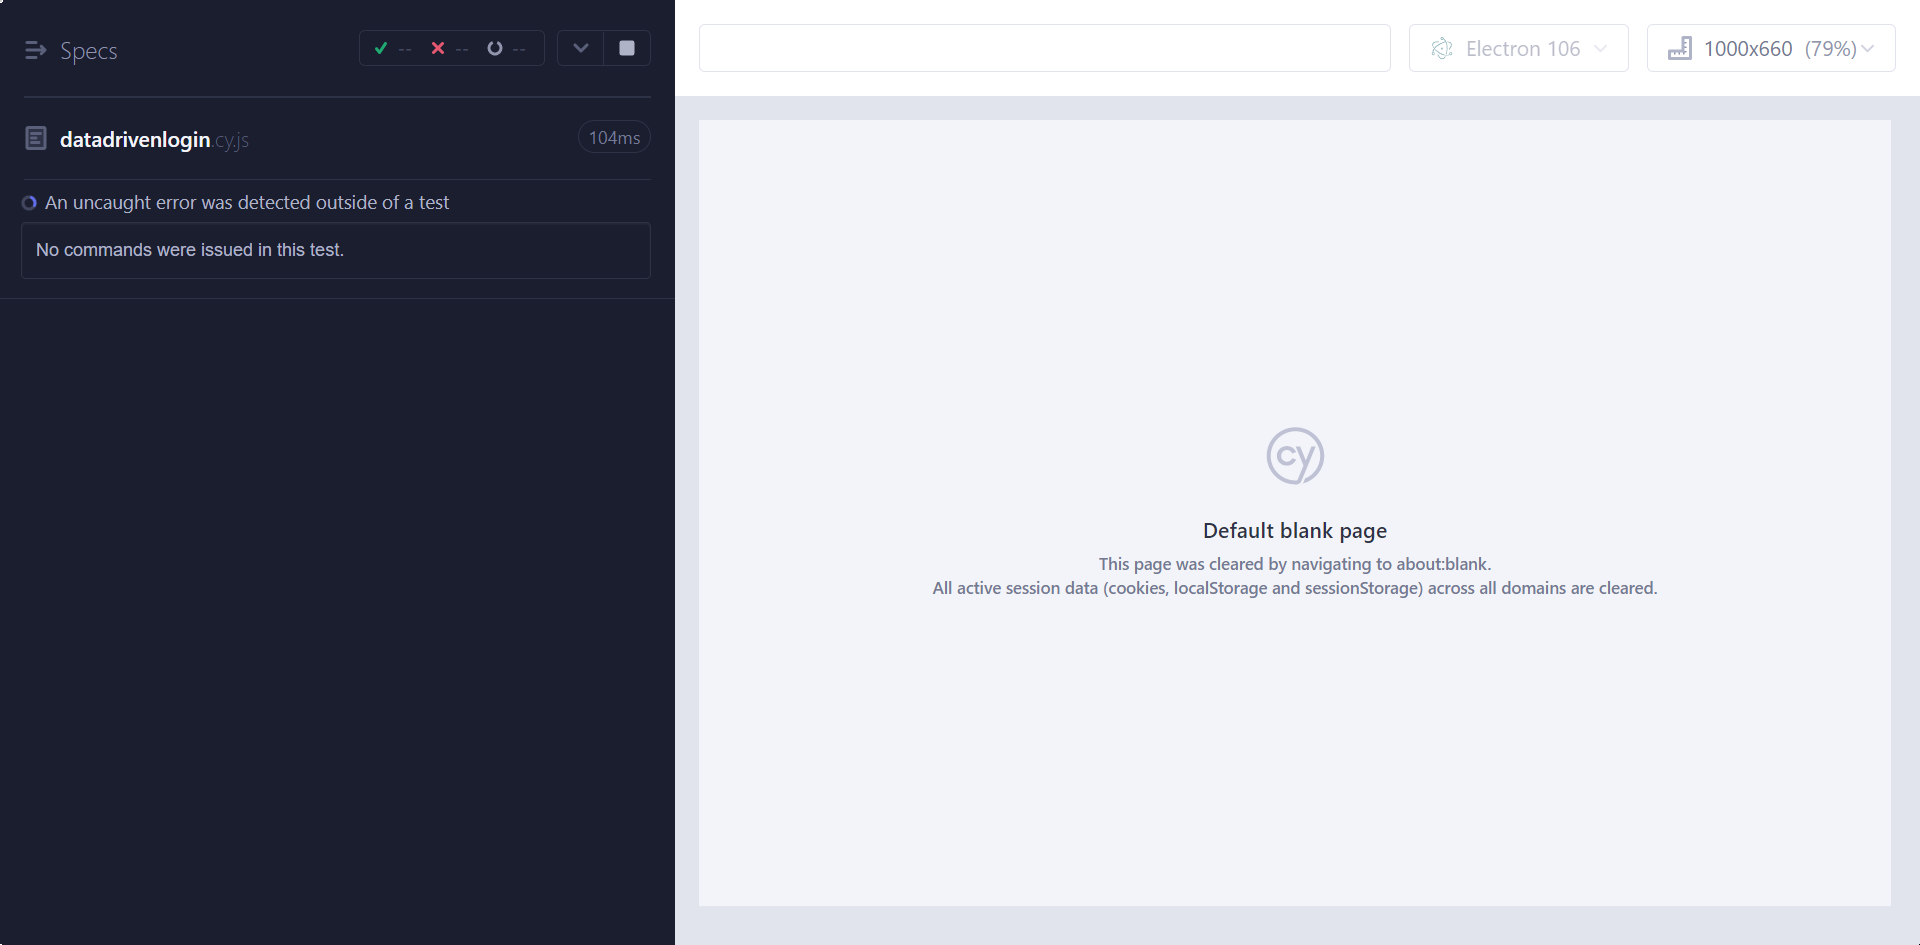 Specs
--
--
--
datadrivenlogin.cy.js
104ms
An uncaught error was detected outside of a test
No commands were issued in this test.
Electron 106
1000x660 (79%)
cy
Default blank page
This page was cleared by navigating to about:blank.
All active session data (cookies, localStorage and sessionStorage) across all domains are cleared.